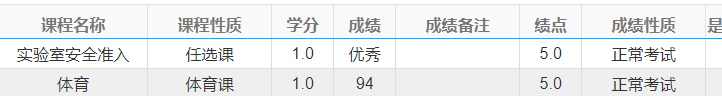 课程名称 课程性质 学分 成绩 成绩备注 绩点 成绩性质 是
实验室安全准入 任选课 1.0 优秀 5.0 正常考试
体育 体育课 1.0 94 5.0 正常考试